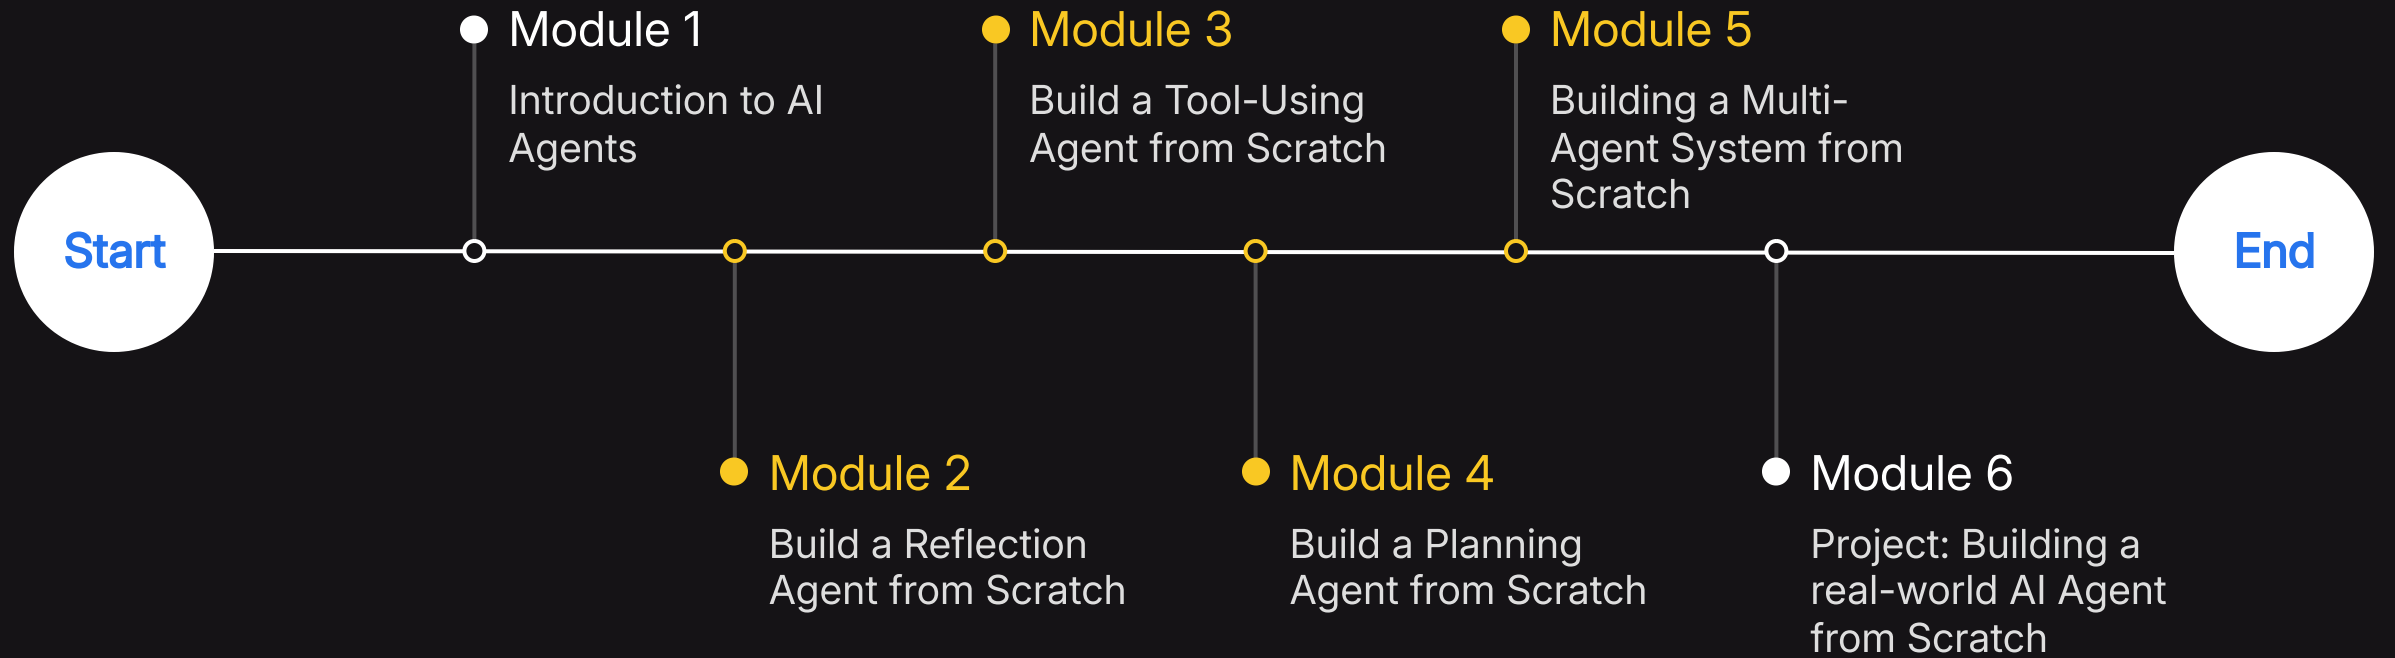 Start
Module 1
Introduction to AI
Agents
Module 2
Build a Reflection
Agent from Scratch
Module 3
Build a Tool-Using
Agent from Scratch
Module 4
Build a Planning
Agent from Scratch
Module 5
Building a Multi-
Agent System from
Scratch
Module 6
Project: Building a
real-world AI Agent
from Scratch
End